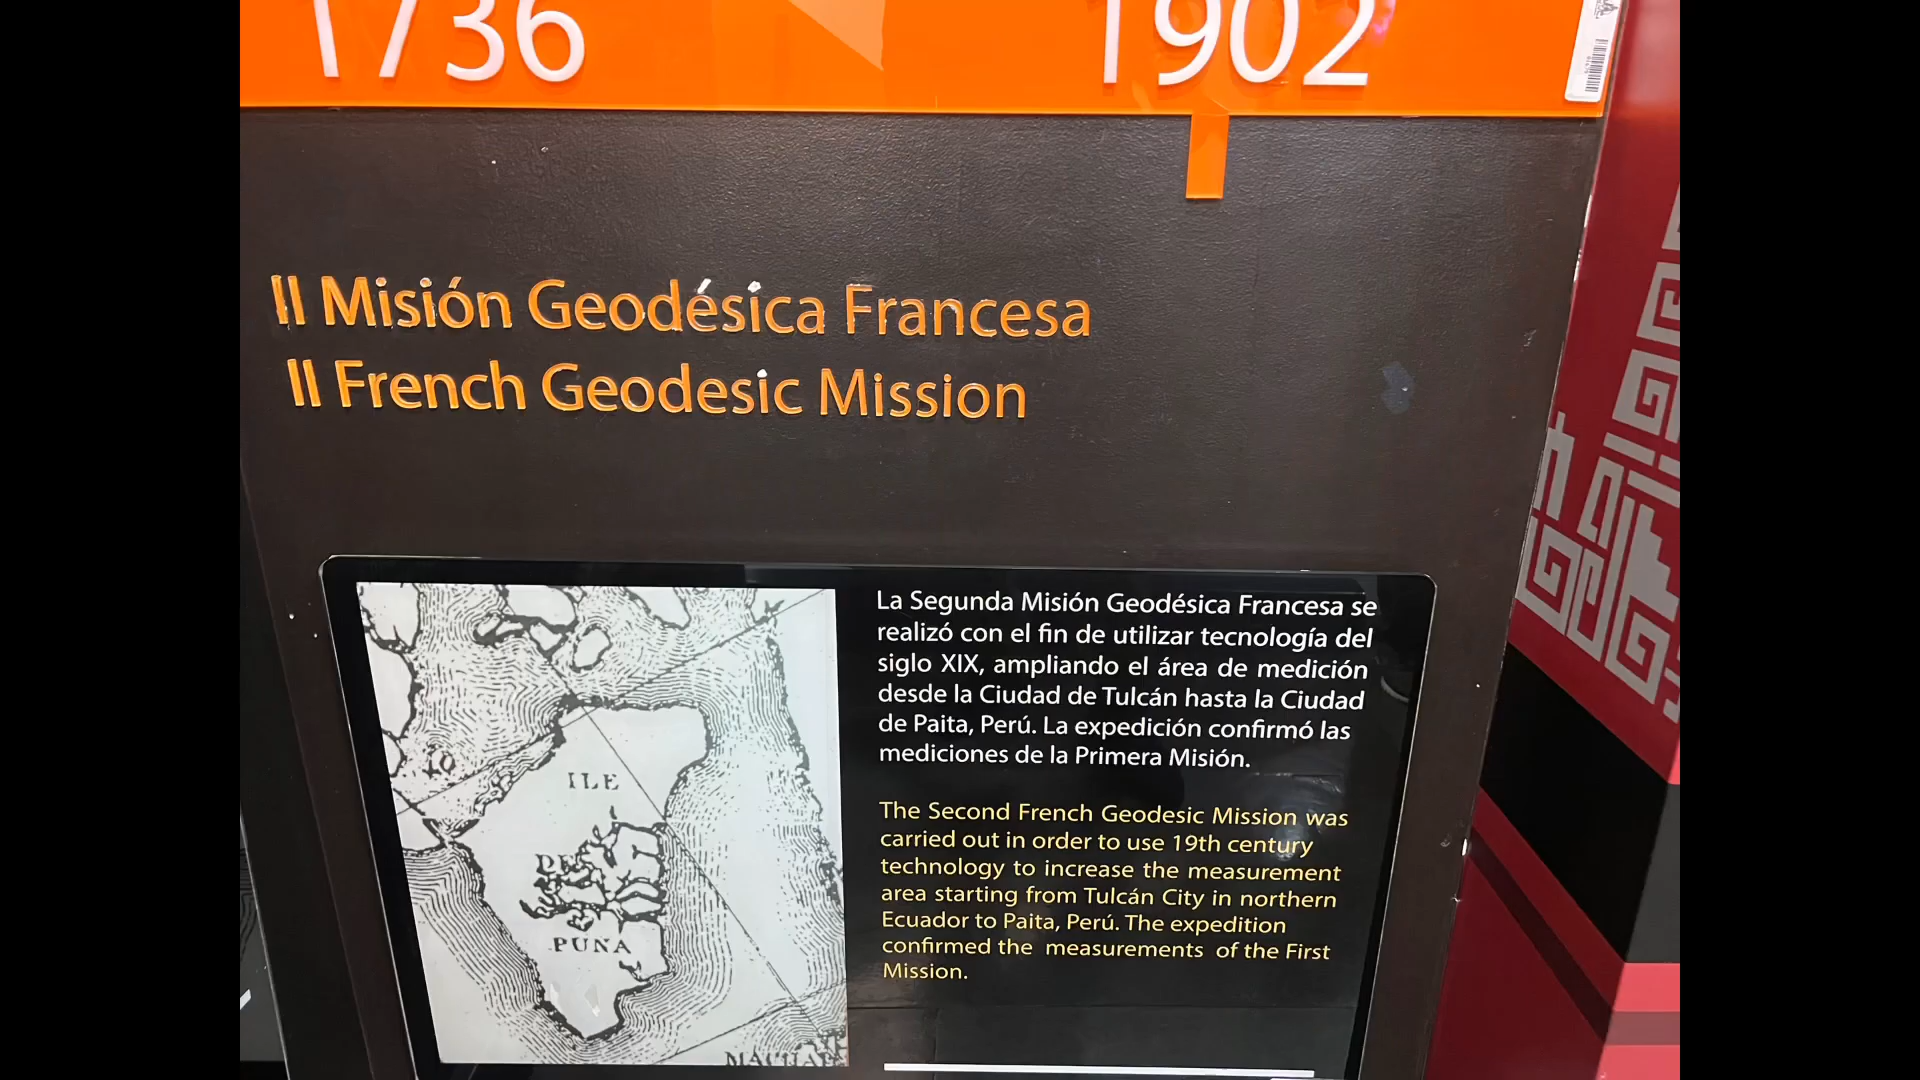 1736
1902
II Misión Geodésica Francesa
II French Geodesic Mission
La Segunda Misión Geodésica Francesa se
realizó con el fin de utilizar tecnología del
siglo XIX, ampliando el área de medición
desde la Ciudad de Tulcán hasta la Ciudad
de Paita, Perú. La expedición confirmó las
mediciones de la Primera Misión.
The Second French Geodesic Mission was
carried out in order to use 19th century
technology to increase the measurement
area starting from Tulcán City in northern
Ecuador to Paita, Perú. The expedition
confirmed the measurements of the First
Mission.
ILE
PUNA